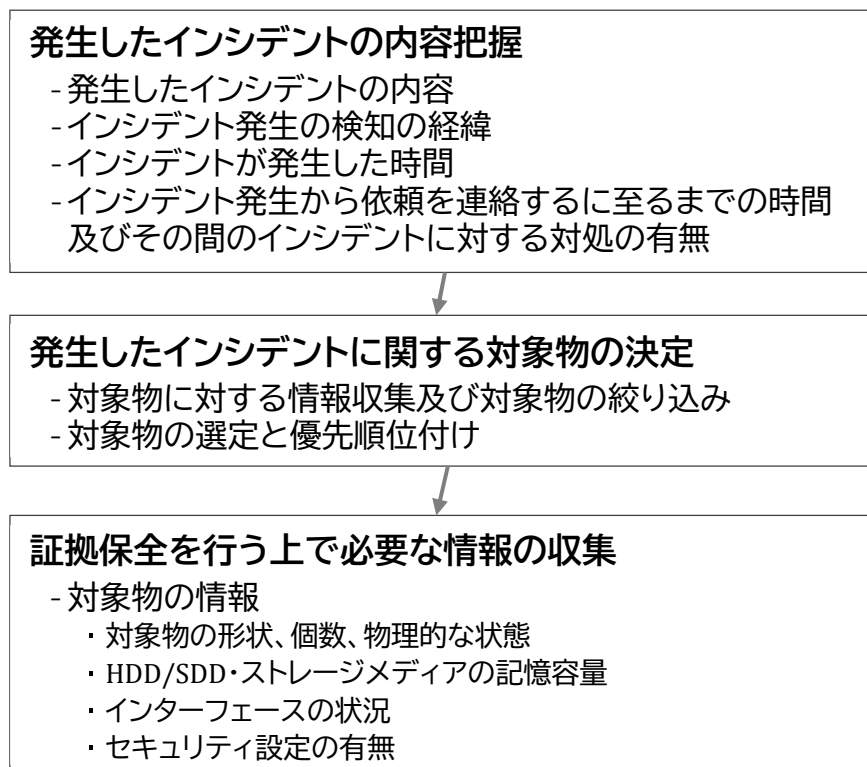 発生したインシデントの内容把握
- 発生したインシデントの内容
- インシデント発生の検知の経緯
- インシデントが発生した時間
- インシデント発生から依頼を連絡するに至るまでの時間
及びその間のインシデントに対する対処の有無
発生したインシデントに関する対象物の決定
- 対象物に対する情報収集及び対象物の絞り込み
- 対象物の選定と優先順位付け
証拠保全を行う上で必要な情報の収集
- 対象物の情報
・対象物の形状、個数、物理的な状態
・HDD/SDD・ストレージメディアの記憶容量
・インターフェースの状況
・セキュリティ設定の有無